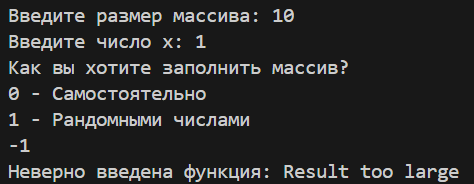 Введите размер массива: 10
Введите число x: 1
Как вы хотите заполнить массив?
0 - Самостоятельно
1 - Рандомными числами
-1
Неверно введена функция: Result too large